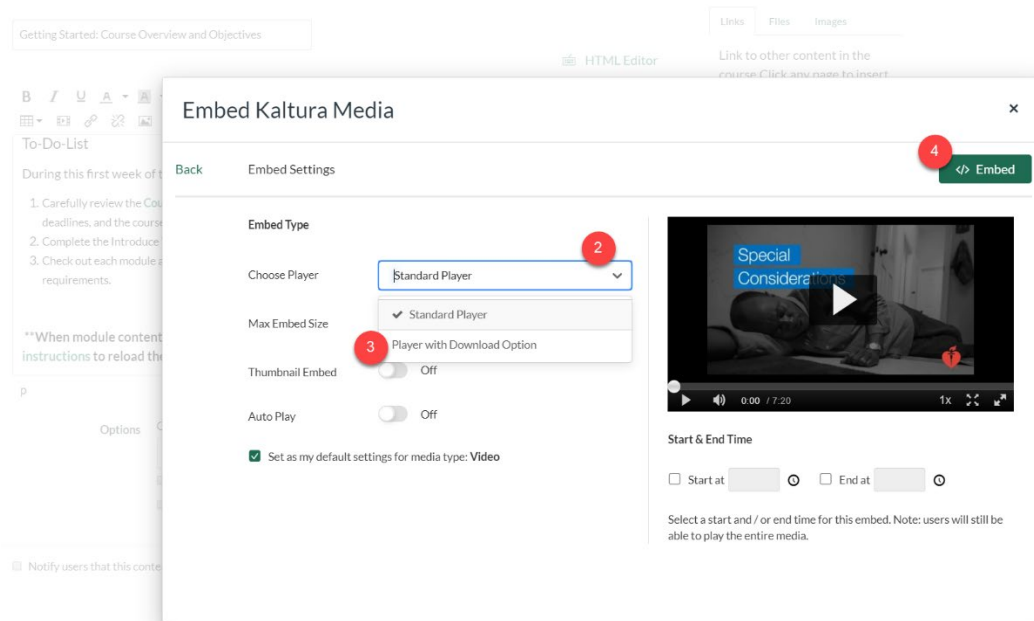 Getting Started: Course Overview and Objectives
Links Files Images
HTML Editor
Link to other content in the
course. Click any page to insert
B I U A A
Embed Kaltura Media
×
To-Do-List
During this first week of t
1. Carefully review the Cou
deadlines, and the course
2. Complete the Introduce
3. Check out each module a
requirements.
**When module content
instructions to reload the
p
Options
Notify users that this conte
Back
Embed Settings
4
</> Embed
Embed Type
2
Choose Player
Standard Player
✔ Standard Player
3
Player with Download Option
Max Embed Size
Thumbnail Embed
Off
Auto Play
Off
Set as my default settings for media type: Video
Special
Considerations
0:00 / 7:20
1x
Start & End Time
Start at
End at
Select a start and / or end time for this embed. Note: users will still be
able to play the entire media.